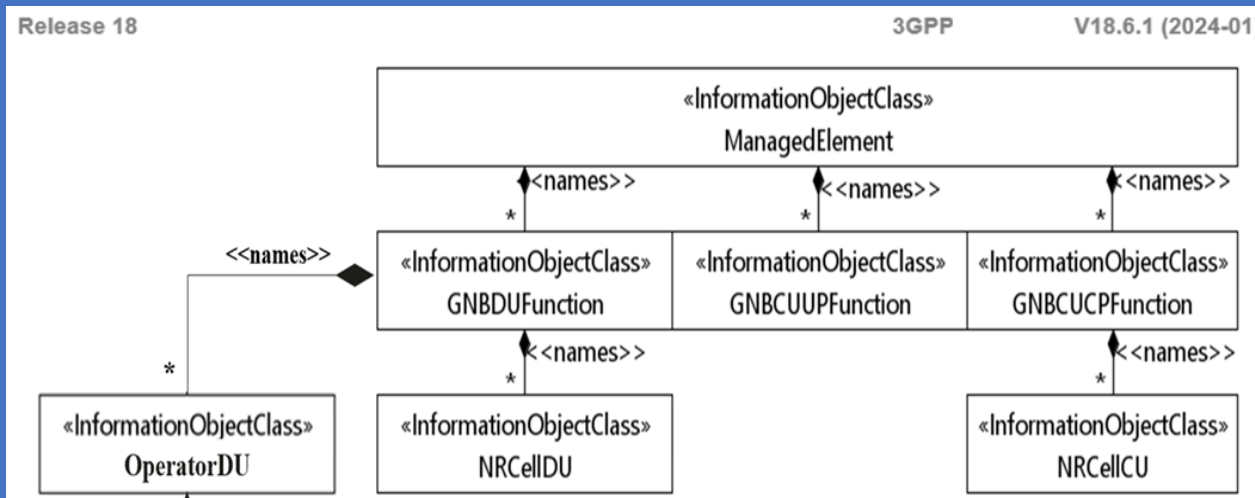 Release 18 3GPP V18.6.1 (2024-01
«InformationObjectClass»
ManagedElement
<<names>> <<names>> <<names>>
* * *
<<names>>
«InformationObjectClass» «InformationObjectClass» «InformationObjectClass»
GNBDUFunction GNBCUUPFunction GNBCUCPFunction
<<names>> <<names>>
* * *
«InformationObjectClass» «InformationObjectClass» «InformationObjectClass»
OperatorDU NRCellDU NRCellCU